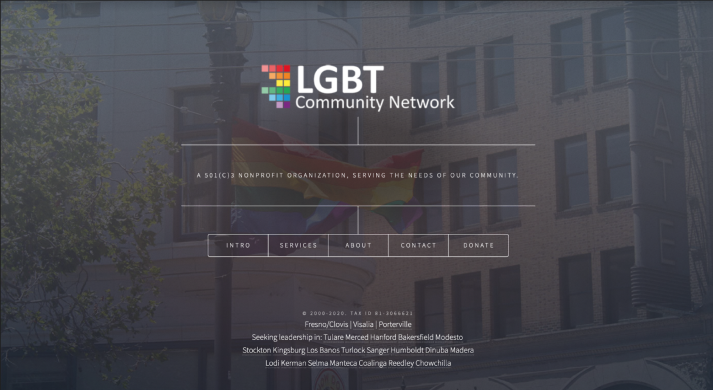 LGBT
Community Network
A 501(C)3 NONPROFIT ORGANIZATION, SERVING THE NEEDS OF OUR COMMUNITY.
INTRO SERVICES ABOUT CONTACT DONATE
© 2000-2020. TAX ID 81-3066621
Fresno/Clovis | Visalia | Porterville
Seeking leadership in: Tulare Merced Hanford Bakersfield Modesto
Stockton Kingsburg Los Banos Turlock Sanger Humboldt Dinuba Madera
Lodi Kerman Selma Manteca Coalinga Reedley Chowchilla